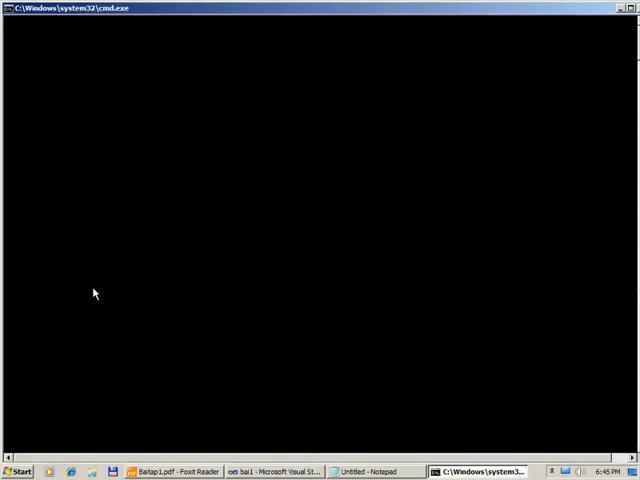 C:\Windows\system32\cmd.exe
Start
Baitap1.pdf - Foxit Reader
bai1 - Microsoft Visual St...
Untitled - Notepad
C:\Windows\system3...
6:45 PM